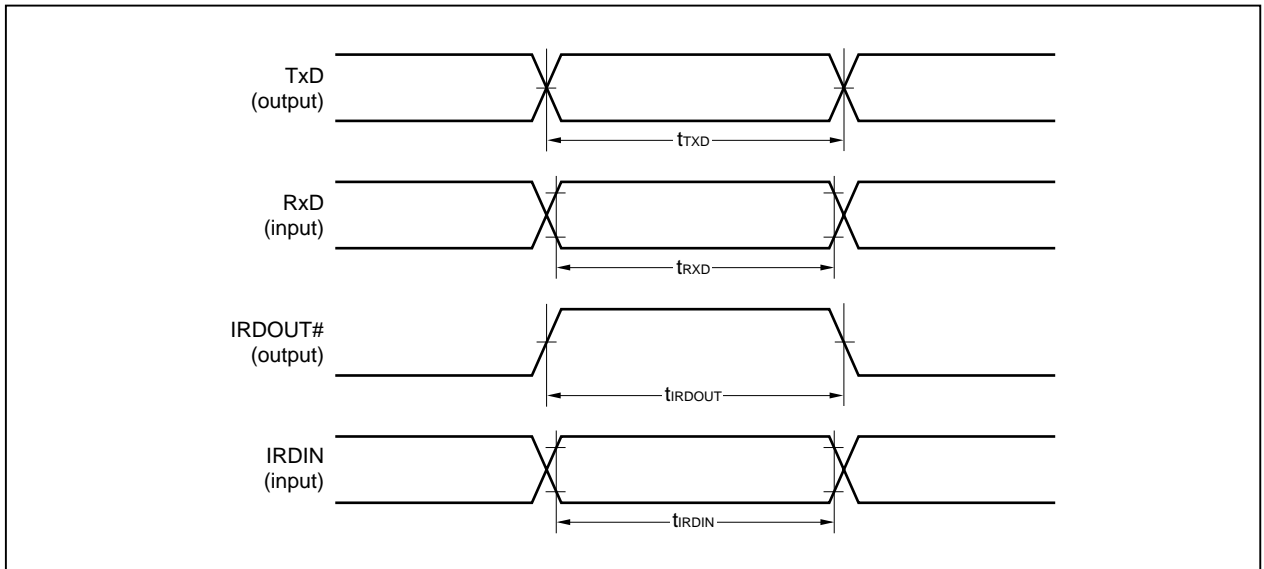 TxD
(output)
tTXD
RxD
(input)
tRXD
IRDOUT#
(output)
tIRDOUT
IRDIN
(input)
tIRDIN